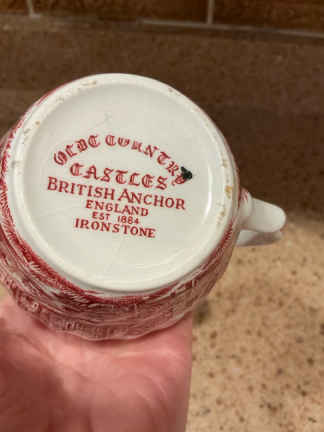 OLDE COUNTRY
CASTLES
BRITISH ANCHOR
ENGLAND
EST 1884
IRONSTONE